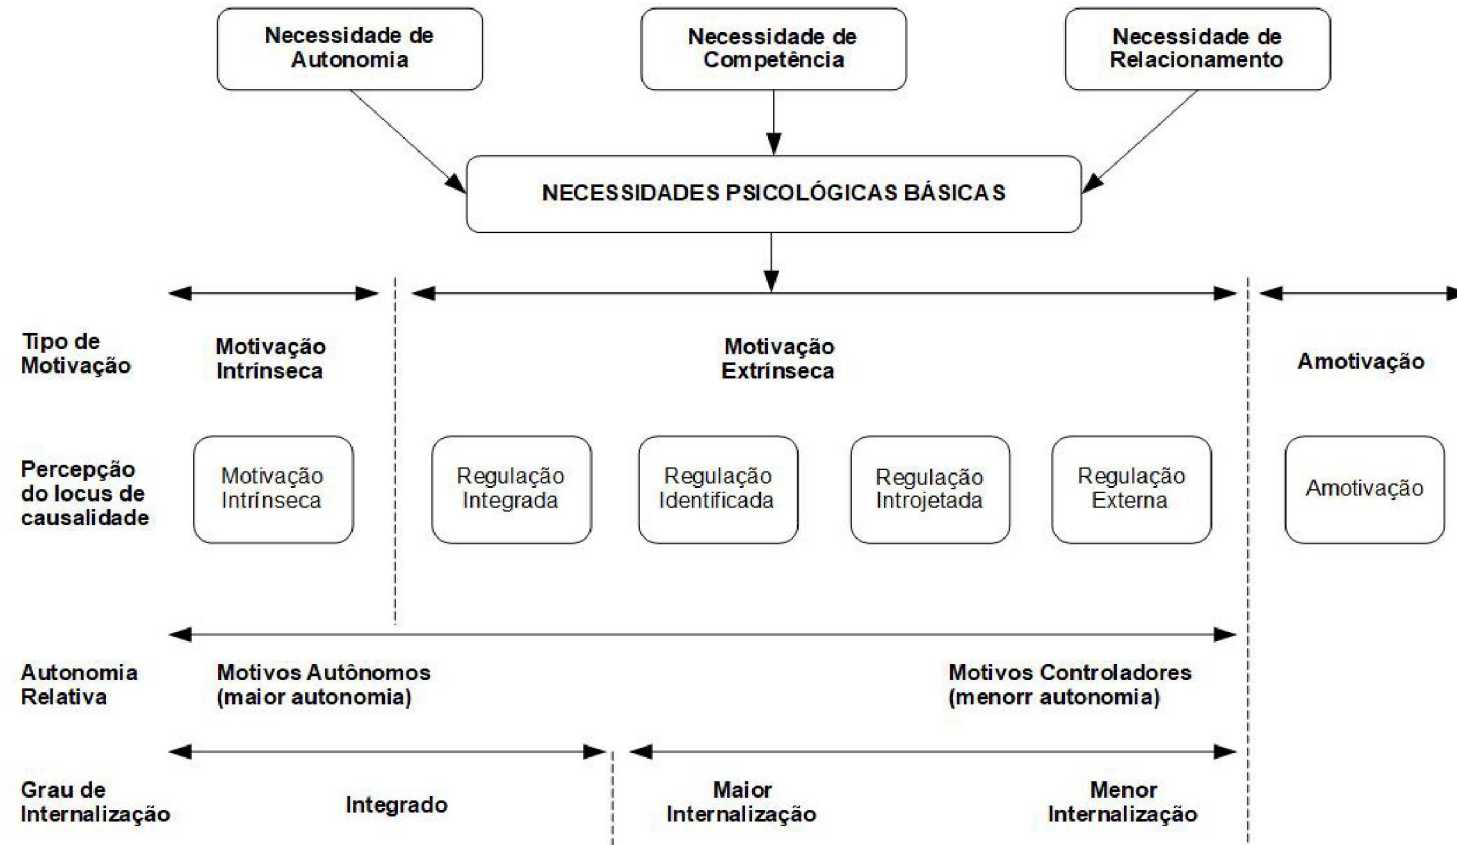 Necessidade de
Autonomia
Necessidade de
Competência
Necessidade de
Relacionamento
NECESSIDADES PSICOLÓGICAS BÁSICAS
Tipo de
Motivação
Motivação
Intrínseca
Motivação
Extrínseca
Amotivação
Percepção
do locus de
causalidade
Motivação
Intrínseca
Regulação
Integrada
Regulação
Identificada
Regulação
Introjetada
Regulação
Externa
Amotivação
Autonomia
Relativa
Motivos Autônomos
(maior autonomia)
Motivos Controladores
(menorr autonomia)
Grau de
Internalização
Integrado
Maior
Internalização
Menor
Internalização